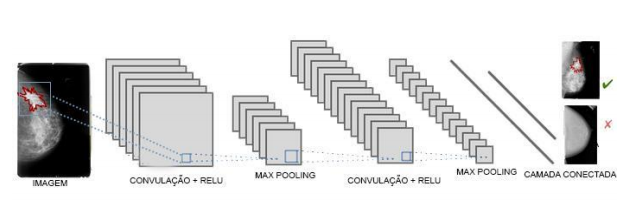 IMAGEM
CONVULAÇÃO + RELU
MAX POOLING
CONVULAÇÃO + RELU
MAX POOLING
CAMADA CONECTADA